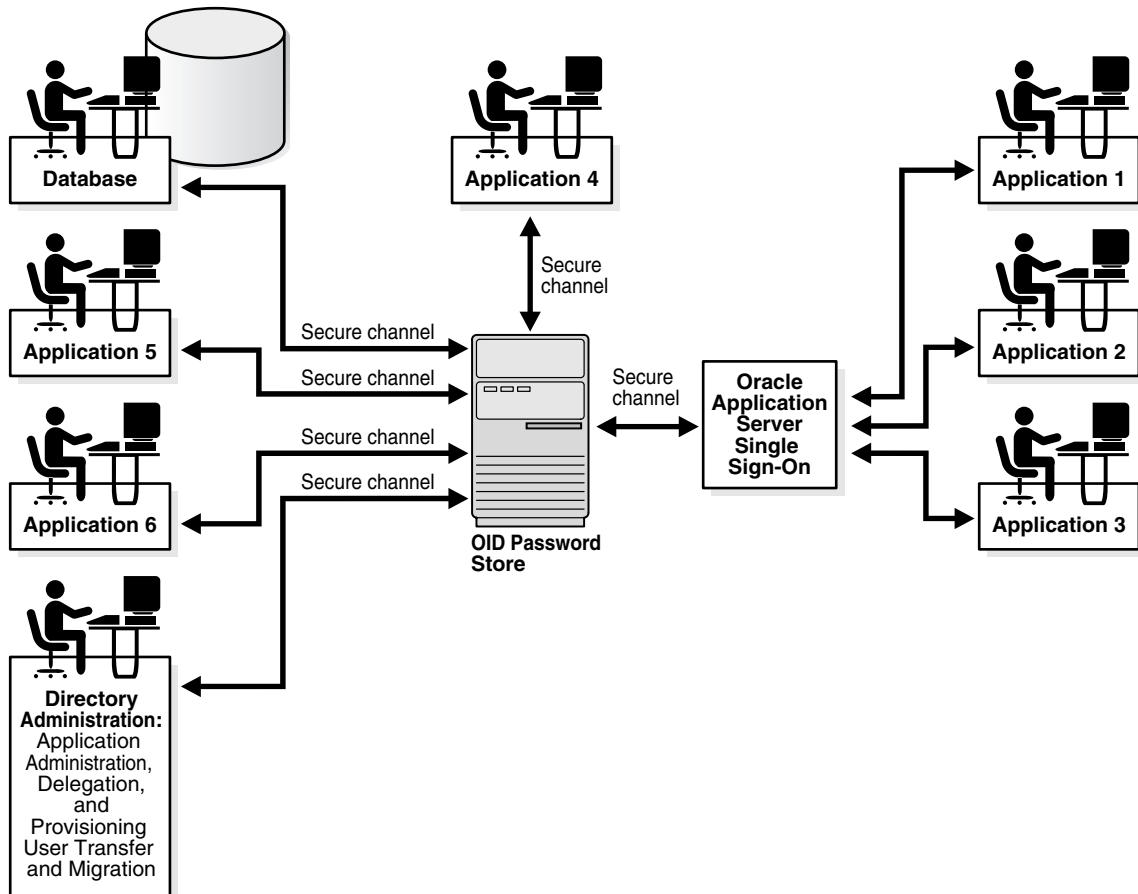 Database
Application 4
Application 1
Secure
channel
Application 5
Secure channel
Application 2
Secure channel
Secure
channel
Oracle
Application
Server
Single
Sign-On
Application 6
Secure channel
Secure channel
Application 3
OID Password
Store
Directory
Administration:
Application
Administration,
Delegation,
and
Provisioning
User Transfer
and Migration